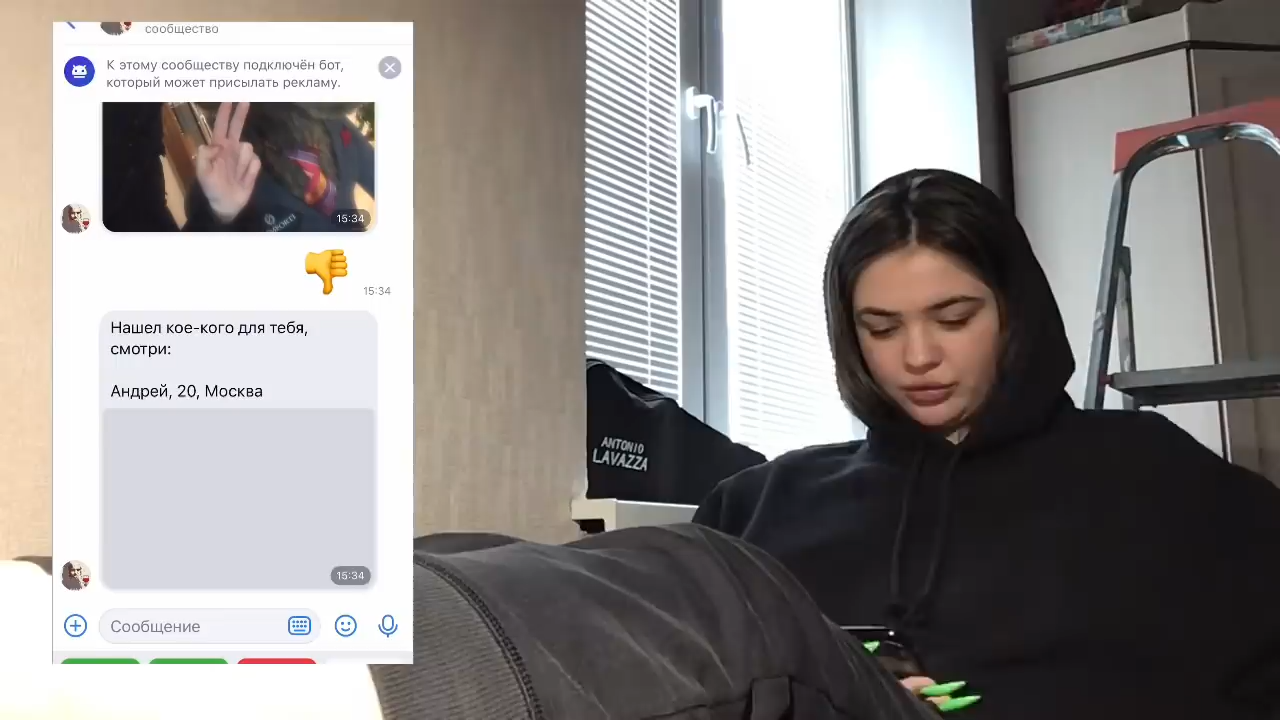 сообщество
К этому сообществу подключён бот,
который может присылать рекламу.
15:34
15:34
Нашел кое-кого для тебя,
смотри:
Андрей, 20, Москва
15:34
Сообщение
ANTONIO
LAVAZZA